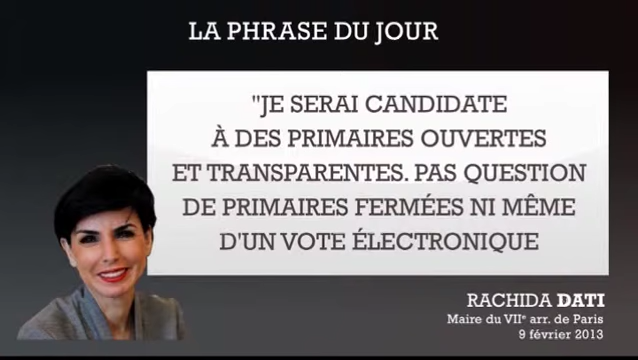 LA PHRASE DU JOUR
"JE SERAI CANDIDATE
À DES PRIMAIRES OUVERTES
ET TRANSPARENTES. PAS QUESTION
DE PRIMAIRES FERMÉES NI MÊME
D'UN VOTE ÉLECTRONIQUE
RACHIDA DATI
Maire du VIIᵉ arr. de Paris
9 février 2013